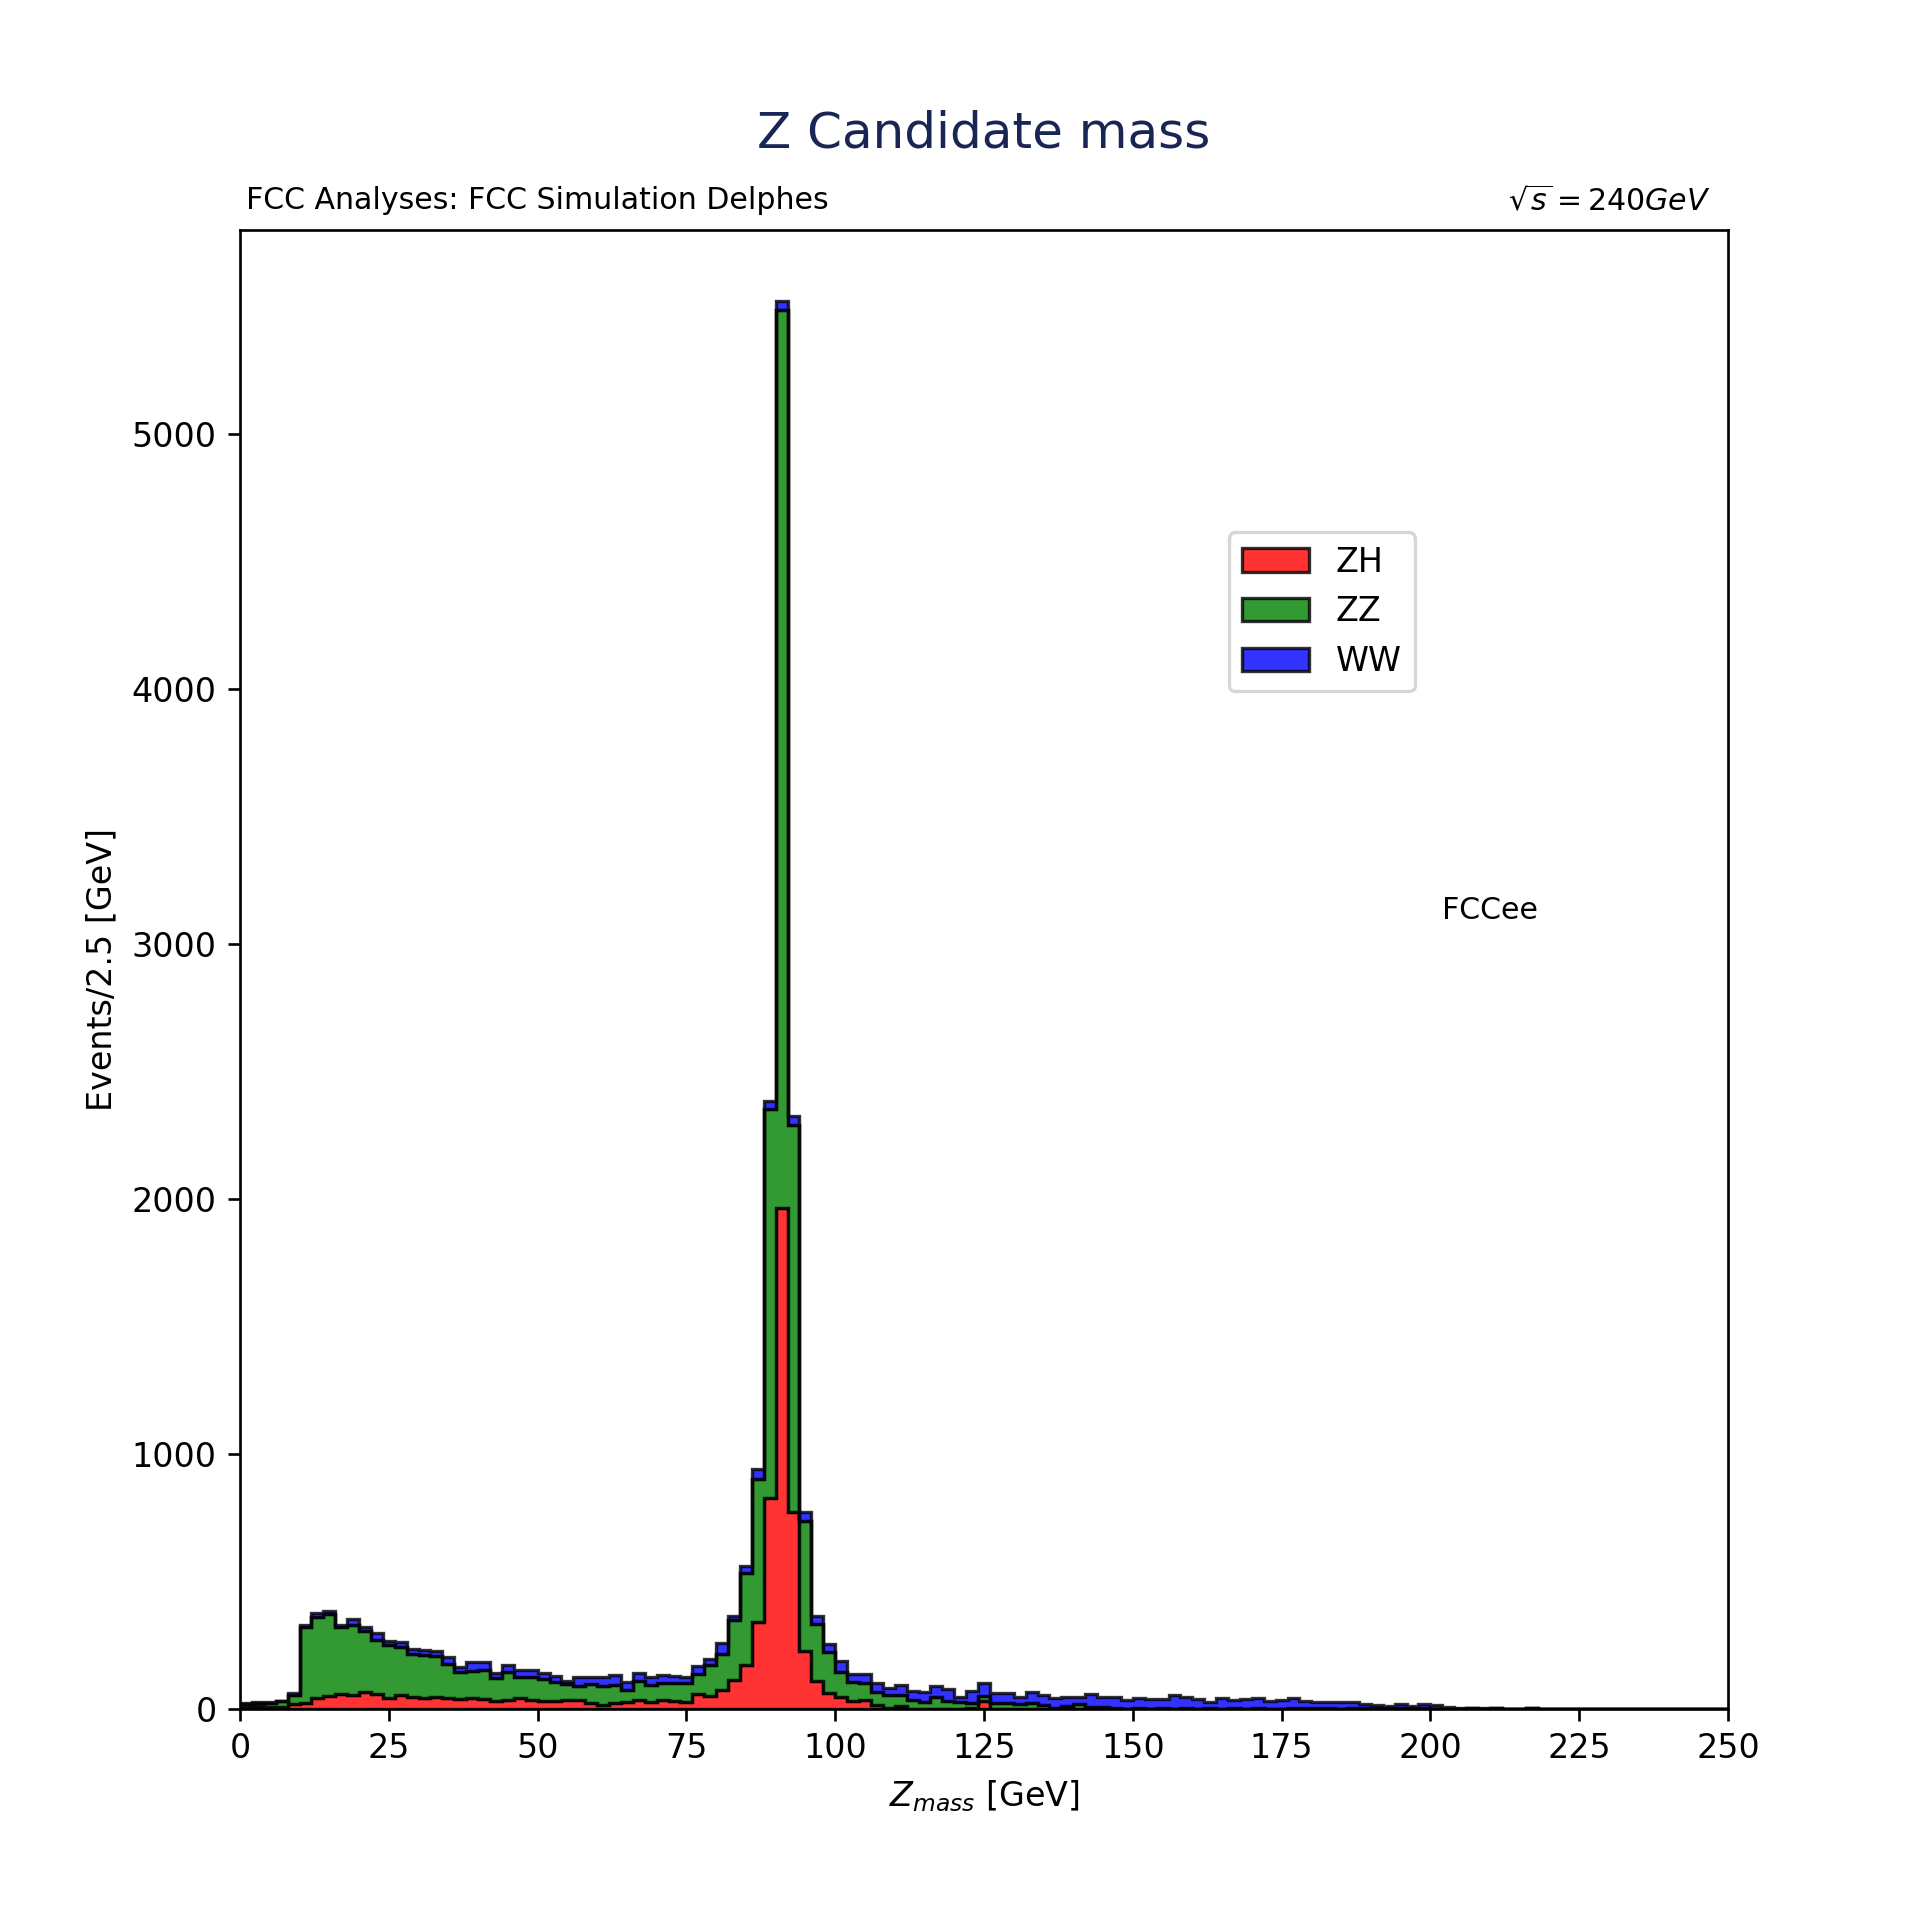 Z Candidate mass
FCC Analyses: FCC Simulation Delphes
√s = 240GeV
Events/2.5 [GeV]
5000
4000
3000
2000
1000
0
ZH
ZZ
WW
FCCee
0 25 50 75 100 125 150 175 200 225 250
Z_mass [GeV]